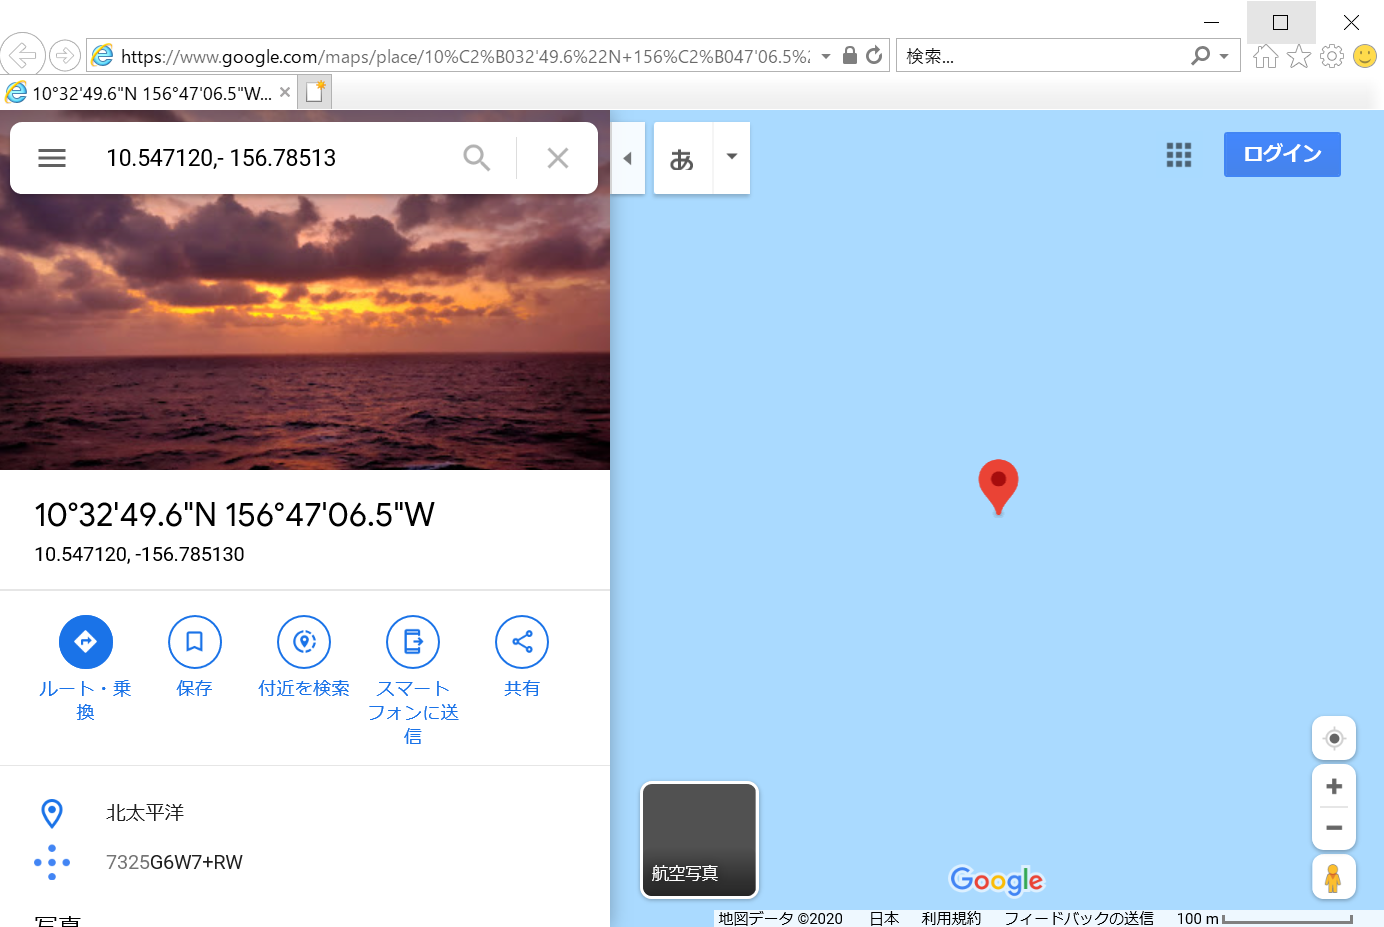 https://www.google.com/maps/place/10%C2%B032'49.6%22N+156%C2%B047'06.5%2
検索...
10°32'49.6"N 156°47'06.5"W...
10.547120,- 156.78513
あ
ログイン
10°32'49.6"N 156°47'06.5"W
10.547120, -156.785130
ルート・乗換
保存
付近を検索
スマートフォンに送信
共有
北太平洋
7325G6W7+RW
写真
航空写真
Google
地図データ ©2020 日本 利用規約 フィードバックの送信 100 m